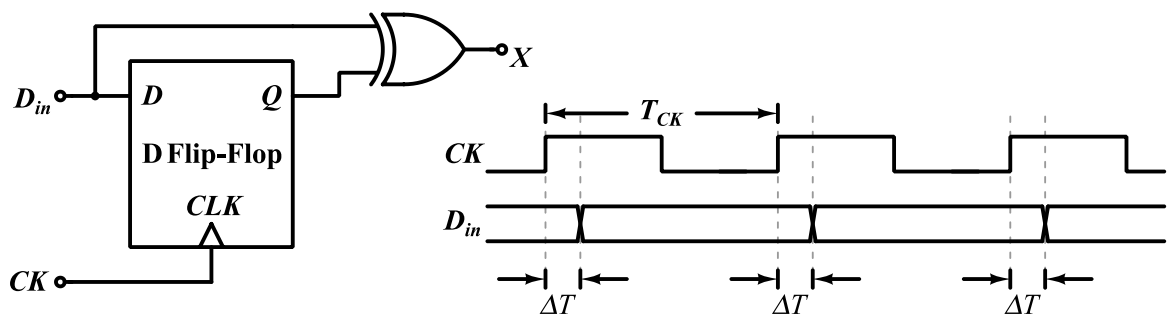 X
D_in
D Q
D Flip-Flop
CLK
CK
T_CK
CK
D_in
ΔT ΔT ΔT